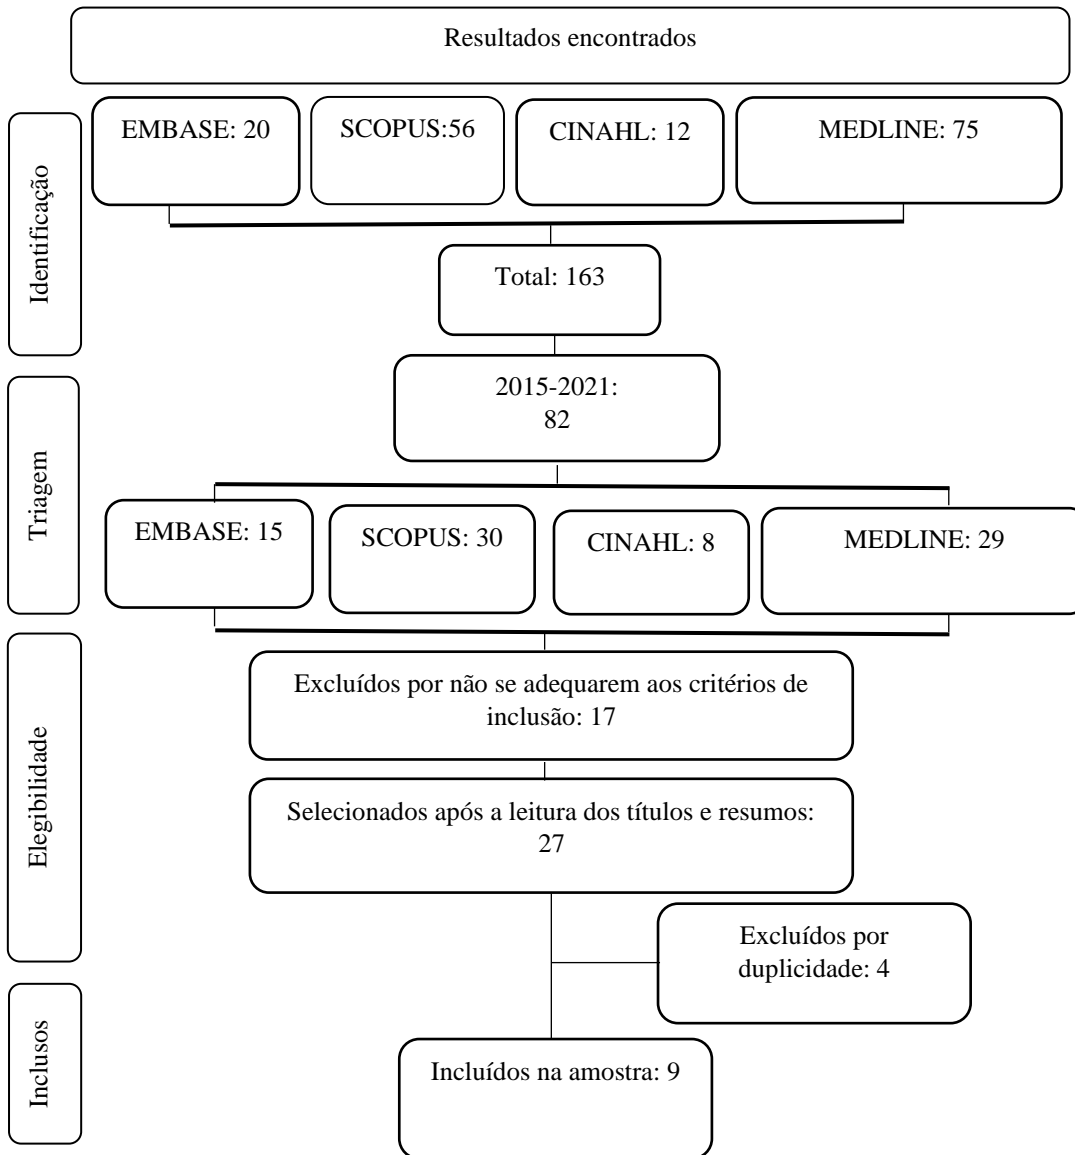 Resultados encontrados
Identificação
EMBASE: 20
SCOPUS:56
CINAHL: 12
MEDLINE: 75
Total: 163
Triagem
2015-2021:
82
EMBASE: 15
SCOPUS: 30
CINAHL: 8
MEDLINE: 29
Elegibilidade
Excluídos por não se adequarem aos critérios de
inclusão: 17
Selecionados após a leitura dos títulos e resumos:
27
Excluídos por
duplicidade: 4
Inclusos
Incluídos na amostra: 9